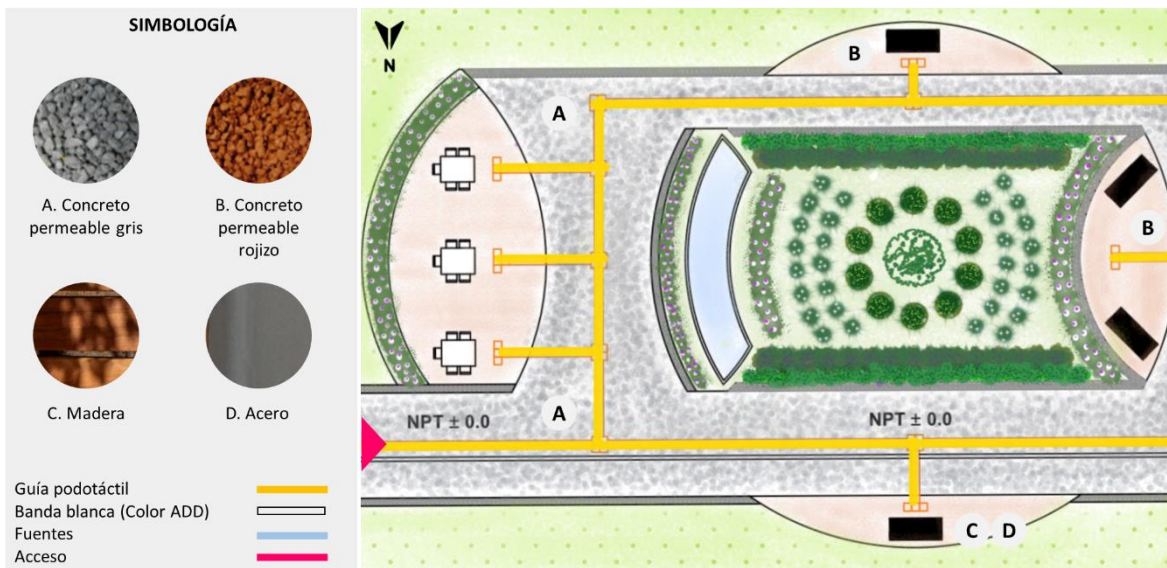 SIMBOLOGÍA
A. Concreto
permeable gris
B. Concreto
permeable
rojizo
C. Madera
D. Acero
Guía podotáctil
Banda blanca (Color ADD)
Fuentes
Acceso
N
B
A
B
A
NPT ± 0.0
NPT ± 0.0
C
D